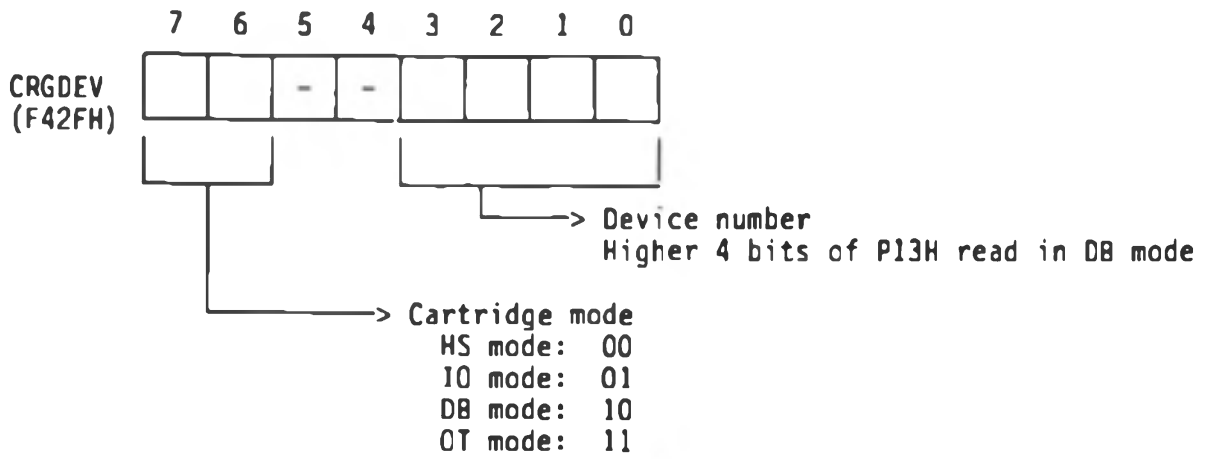 7 6 5 4 3 2 1 0
CRGDEV - -
(F42FH)
> Device number
Higher 4 bits of P13H read in DB mode
> Cartridge mode
HS mode: 00
IO mode: 01
DB mode: 10
OT mode: 11